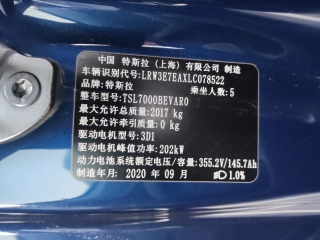 中国 特斯拉（上海）有限公司 制造
车辆识别代号: LRW3E7EAXLC078522
品牌: 特斯拉 乘坐人数: 5
整车型号: TSL7000BEVAR0
最大允许总质量: 2017 kg
最大允许牵引质量: 0 kg
驱动电机型号: 3D1
驱动电机峰值功率: 202kW
动力电池系统额定电压/容量: 355.2V/145.7Ah
制造年月: 2020 年 09 月 1.0%